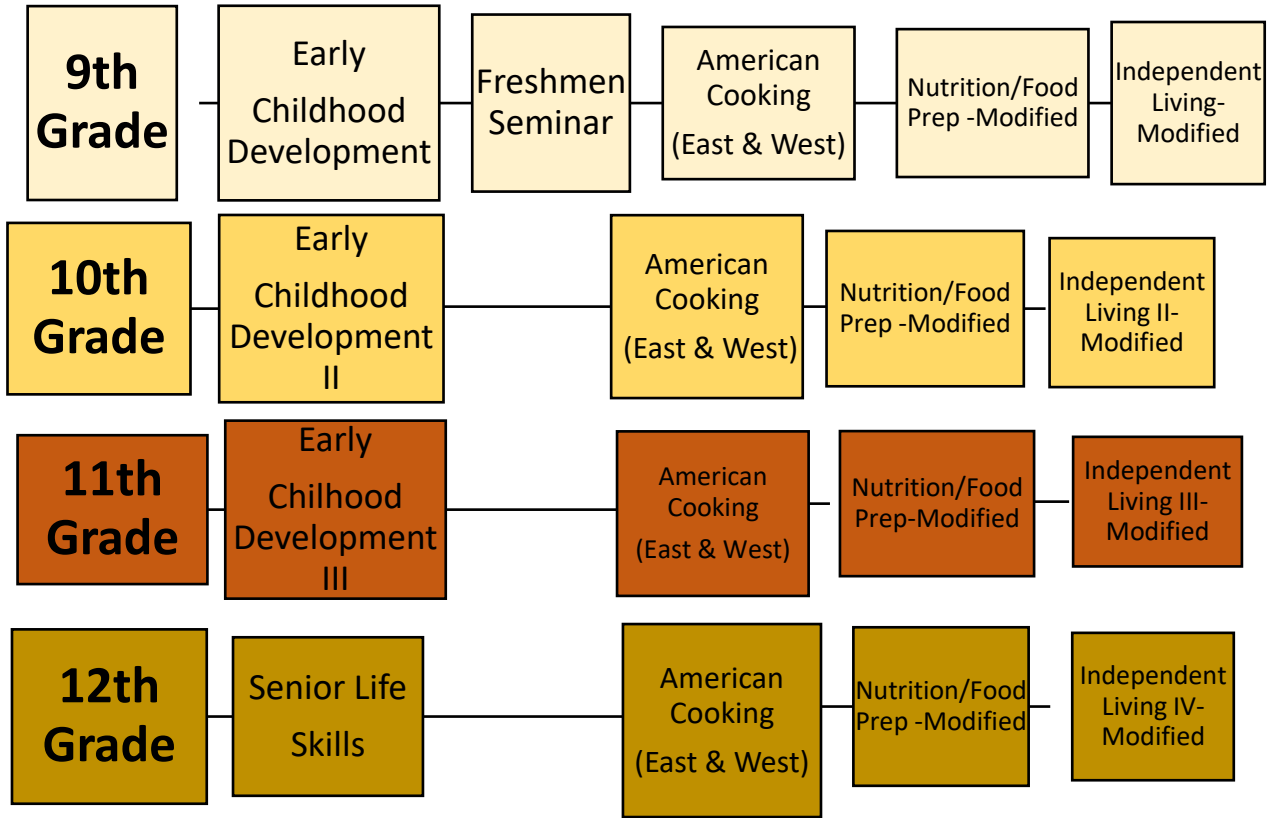 9th
Grade
Early
Childhood
Development
Freshmen
Seminar
American
Cooking
(East & West)
Nutrition/Food
Prep -Modified
Independent
Living-
Modified
10th
Grade
Early
Childhood
Development
II
American
Cooking
(East & West)
Nutrition/Food
Prep -Modified
Independent
Living II-
Modified
11th
Grade
Early
Chilhood
Development
III
American
Cooking
(East & West)
Nutrition/Food
Prep-Modified
Independent
Living III-
Modified
12th
Grade
Senior Life
Skills
American
Cooking
(East & West)
Nutrition/Food
Prep -Modified
Independent
Living IV-
Modified